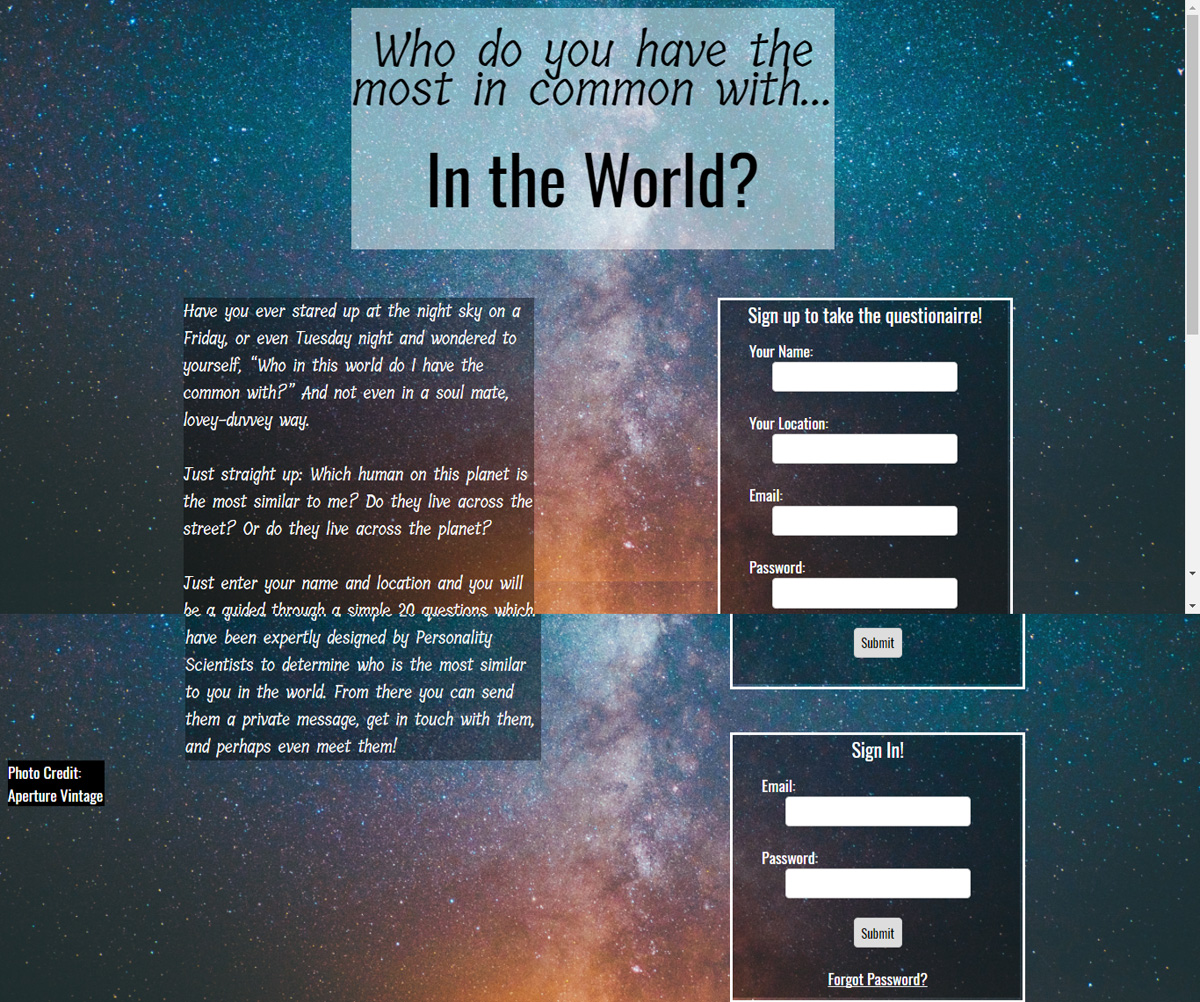 Who do you have the
most in common with...
In the World?
Have you ever stared up at the night sky on a
Friday, or even Tuesday night and wondered to
yourself, “Who in this world do I have the
common with?” And not even in a soul mate,
lovey-duvvey way.
Just straight up: Which human on this planet is
the most similar to me? Do they live across the
street? Or do they live across the planet?
Just enter your name and location and you will
be a guided through a simple 20 questions which
have been expertly designed by Personality
Scientists to determine who is the most similar
to you in the world. From there you can send
them a private message, get in touch with them,
and perhaps even meet them!
Sign up to take the questionairre!
Your Name:
Your Location:
Email:
Password:
Submit
Sign In!
Email:
Password:
Submit
Forgot Password?
Photo Credit:
Aperture Vintage